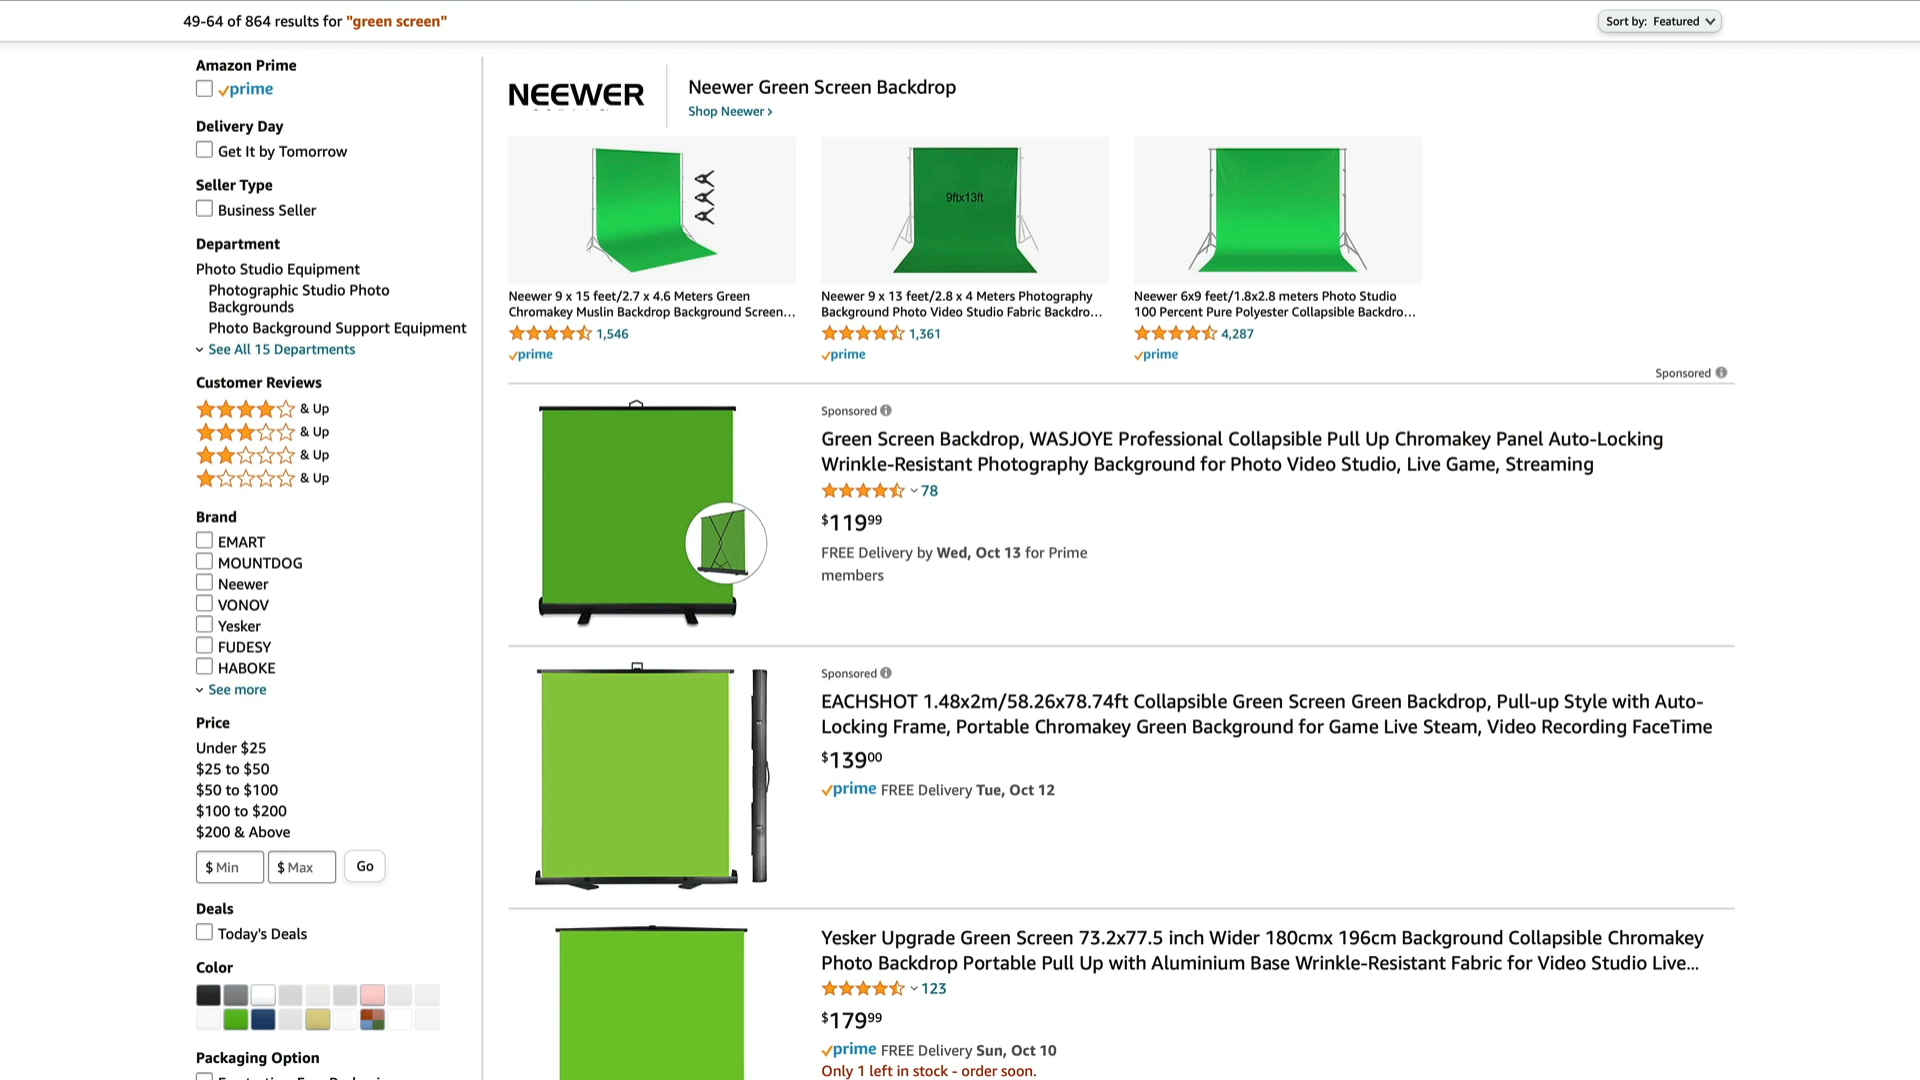 49-64 of 864 results for "green screen"
Sort by: Featured
Amazon Prime
prime
Delivery Day
Get It by Tomorrow
Seller Type
Business Seller
Department
Photo Studio Equipment
Photographic Studio Photo
Backgrounds
Photo Background Support Equipment
See All 15 Departments
Customer Reviews
& Up
& Up
& Up
& Up
Brand
EMART
MOUNTDOG
Neewer
VONOV
Yesker
FUDESY
HABOKE
See more
Price
Under $25
$25 to $50
$50 to $100
$100 to $200
$200 & Above
$ Min $ Max Go
Deals
Today's Deals
Color
Packaging Option
NEEWER
Neewer Green Screen Backdrop
Shop Neewer ›
Neewer 9 x 15 feet/2.7 x 4.6 Meters Green
Chromakey Muslin Backdrop Background Screen...
1,546
prime
9ftx13ft
Neewer 9 x 13 feet/2.8 x 4 Meters Photography
Background Photo Video Studio Fabric Backdro...
1,361
prime
Neewer 6x9 feet/1.8x2.8 meters Photo Studio
100 Percent Pure Polyester Collapsible Backdro...
4,287
prime
Sponsored
Sponsored
Green Screen Backdrop, WASJOYE Professional Collapsible Pull Up Chromakey Panel Auto-Locking
Wrinkle-Resistant Photography Background for Photo Video Studio, Live Game, Streaming
78
$119.99
FREE Delivery by Wed, Oct 13 for Prime
members
Sponsored
EACHSHOT 1.48x2m/58.26x78.74ft Collapsible Green Screen Green Backdrop, Pull-up Style with Auto-
Locking Frame, Portable Chromakey Green Background for Game Live Steam, Video Recording FaceTime
$139.00
prime FREE Delivery Tue, Oct 12
Yesker Upgrade Green Screen 73.2x77.5 inch Wider 180cmx 196cm Background Collapsible Chromakey
Photo Backdrop Portable Pull Up with Aluminium Base Wrinkle-Resistant Fabric for Video Studio Live...
123
$179.99
prime FREE Delivery Sun, Oct 10
Only 1 left in stock - order soon.